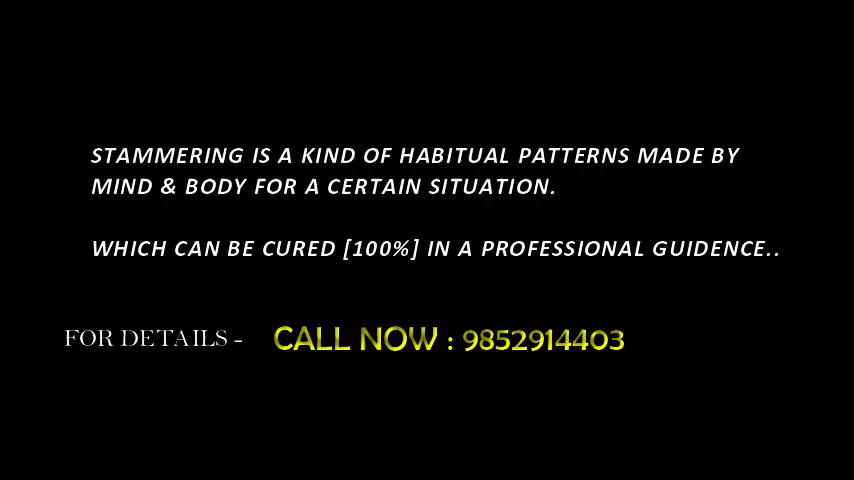 STAMMERING IS A KIND OF HABITUAL PATTERNS MADE BY
MIND & BODY FOR A CERTAIN SITUATION.
WHICH CAN BE CURED [100%] IN A PROFESSIONAL GUIDENCE..
FOR DETAILS - CALL NOW : 9852914403